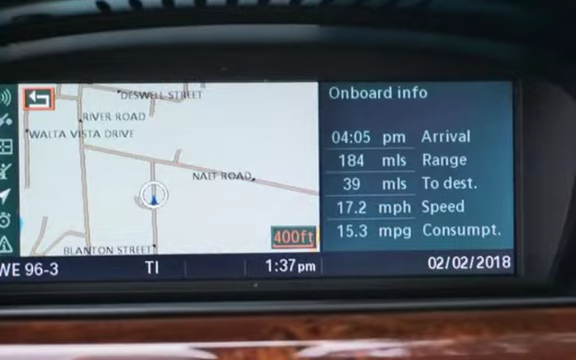 DESWELL STREET
RIVER ROAD
WALTA VISTA DRIVE
NALT ROAD
BLANTON STREET
400ft
Onboard info
04:05 pm Arrival
184 mls Range
39 mls To dest.
17.2 mph Speed
15.3 mpg Consumpt.
WE 96-3 TI 1:37pm 02/02/2018